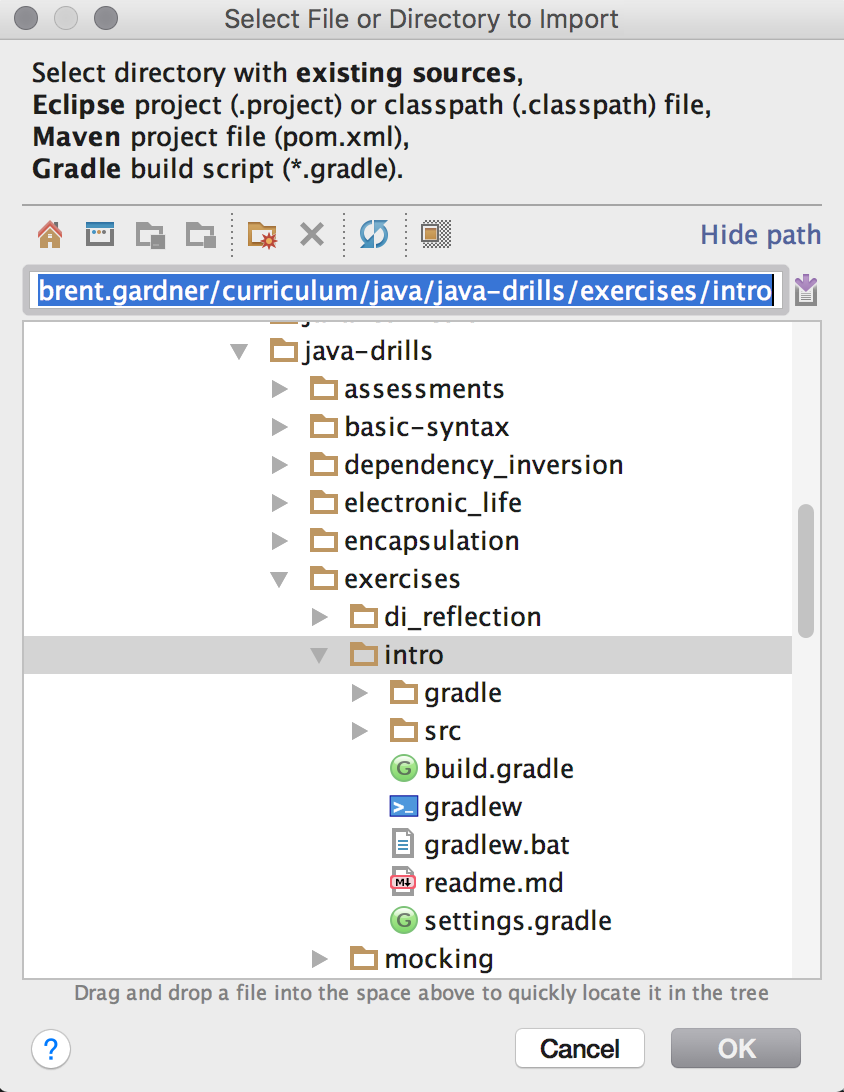 Select File or Directory to Import
Select directory with existing sources,
Eclipse project (.project) or classpath (.classpath) file,
Maven project file (pom.xml),
Gradle build script (*.gradle).
Hide path
brent.gardner/curriculum/java/java-drills/exercises/intro
java-drills
assessments
basic-syntax
dependency_inversion
electronic_life
encapsulation
exercises
di_reflection
intro
gradle
src
G build.gradle
>_ gradlew
gradlew.bat
M↓ readme.md
G settings.gradle
mocking
Drag and drop a file into the space above to quickly locate it in the tree
? Cancel OK